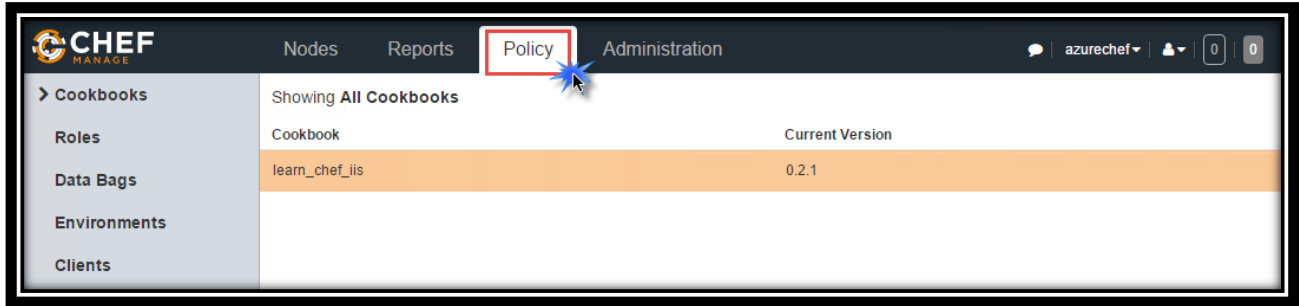 CHEF
MANAGE
Nodes Reports Policy Administration azurechef 0 0
Cookbooks
Roles
Data Bags
Environments
Clients
Showing All Cookbooks
Cookbook Current Version
learn_chef_iis 0.2.1